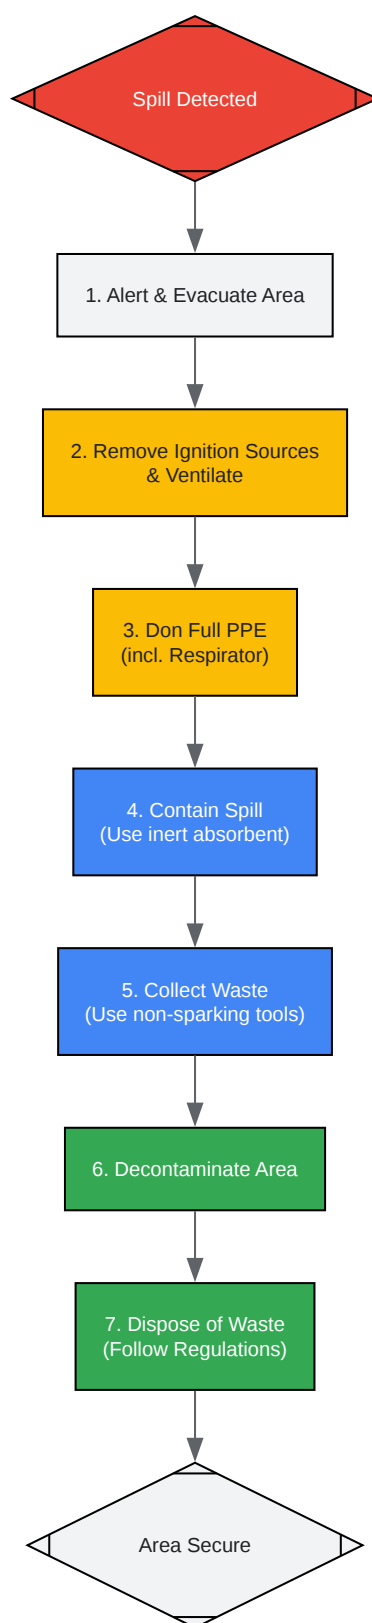 Spill Detected
1. Alert & Evacuate Area
2. Remove Ignition Sources
& Ventilate
3. Don Full PPE
(incl. Respirator)
4. Contain Spill
(Use inert absorbent)
5. Collect Waste
(Use non-sparking tools)
6. Decontaminate Area
7. Dispose of Waste
(Follow Regulations)
Area Secure